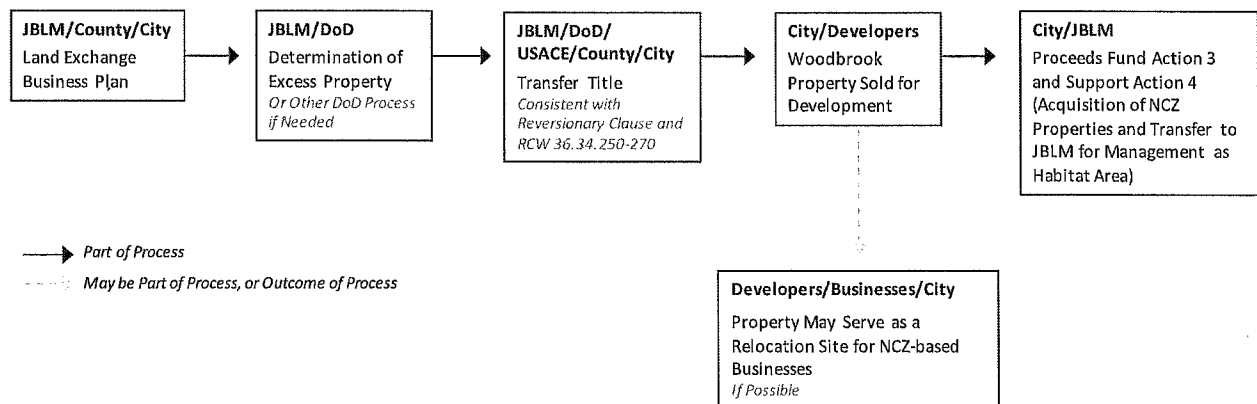 JBLM/County/City
Land Exchange
Business Plan
JBLM/DoD
Determination of
Excess Property
Or Other DoD Process
if Needed
JBLM/DoD/
USACE/County/City
Transfer Title
Consistent with
Reversionary Clause and
RCW 36.34.250-270
City/Developers
Woodbrook
Property Sold for
Development
City/JBLM
Proceeds Fund Action 3
and Support Action 4
(Acquisition of NCZ
Properties and Transfer to
JBLM for Management as
Habitat Area)
Part of Process
May be Part of Process, or Outcome of Process
Developers/Businesses/City
Property May Serve as a
Relocation Site for NCZ-based
Businesses
If Possible